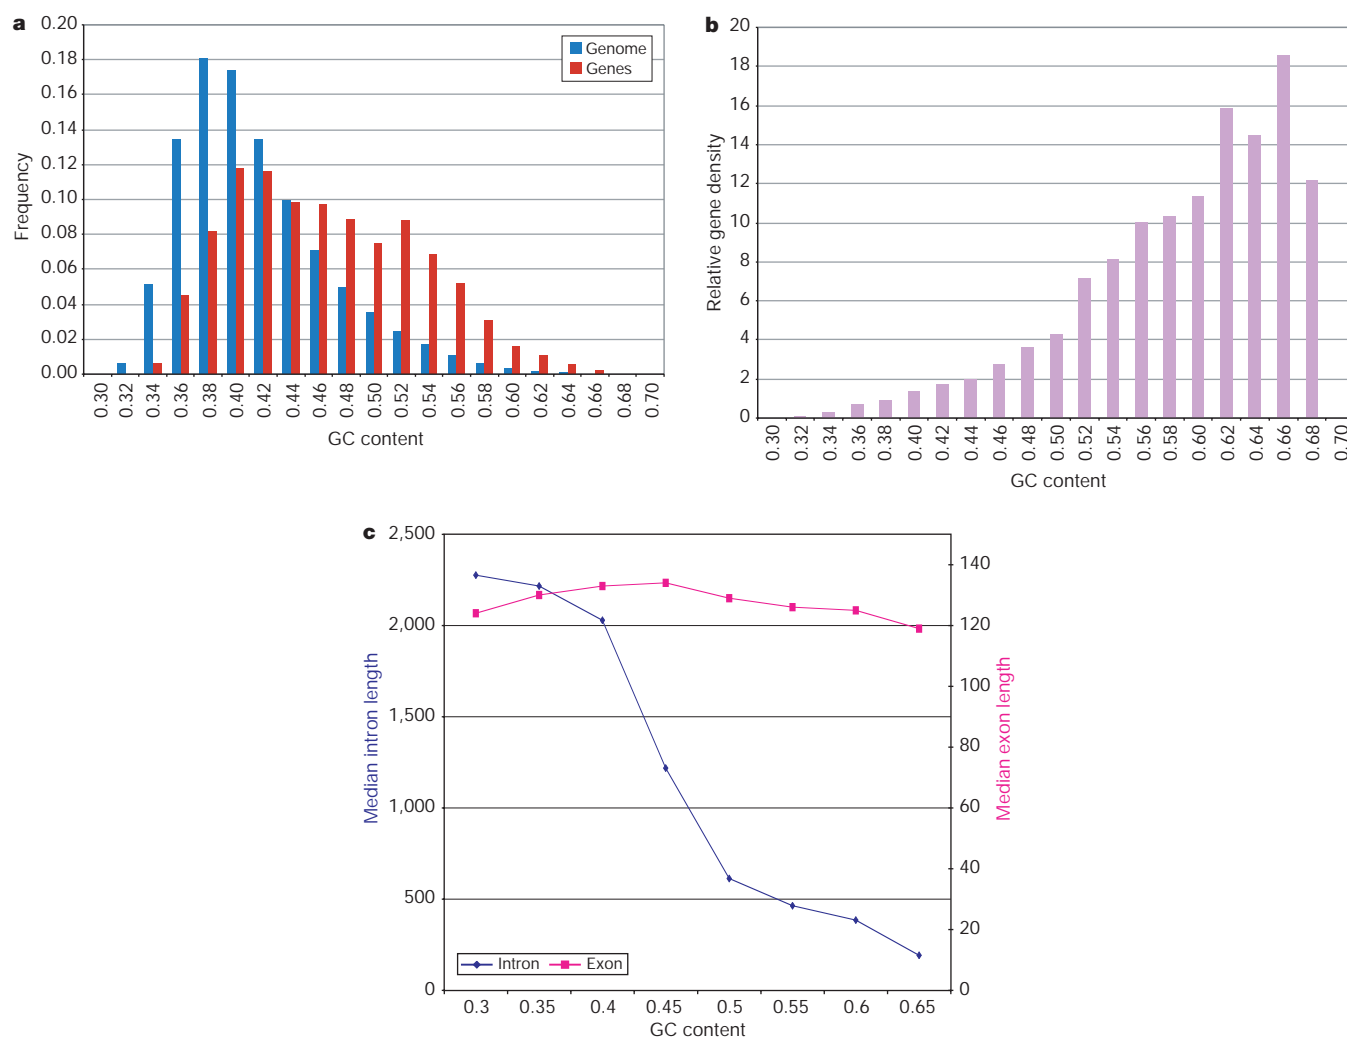 a
0.20
0.18
0.16
0.14
0.12
0.10
0.08
0.06
0.04
0.02
0.00
Frequency
Genome
Genes
0.30 0.32 0.34 0.36 0.38 0.40 0.42 0.44 0.46 0.48 0.50 0.52 0.54 0.56 0.58 0.60 0.62 0.64 0.66 0.68 0.70
GC content
b
20
18
16
14
12
10
8
6
4
2
0
Relative gene density
0.30 0.32 0.34 0.36 0.38 0.40 0.42 0.44 0.46 0.48 0.50 0.52 0.54 0.56 0.58 0.60 0.62 0.64 0.66 0.68 0.70
GC content
c
2,500
2,000
1,500
1,000
500
0
Median intron length
140
120
100
80
60
40
20
0
Median exon length
Intron Exon
0.3 0.35 0.4 0.45 0.5 0.55 0.6 0.65
GC content